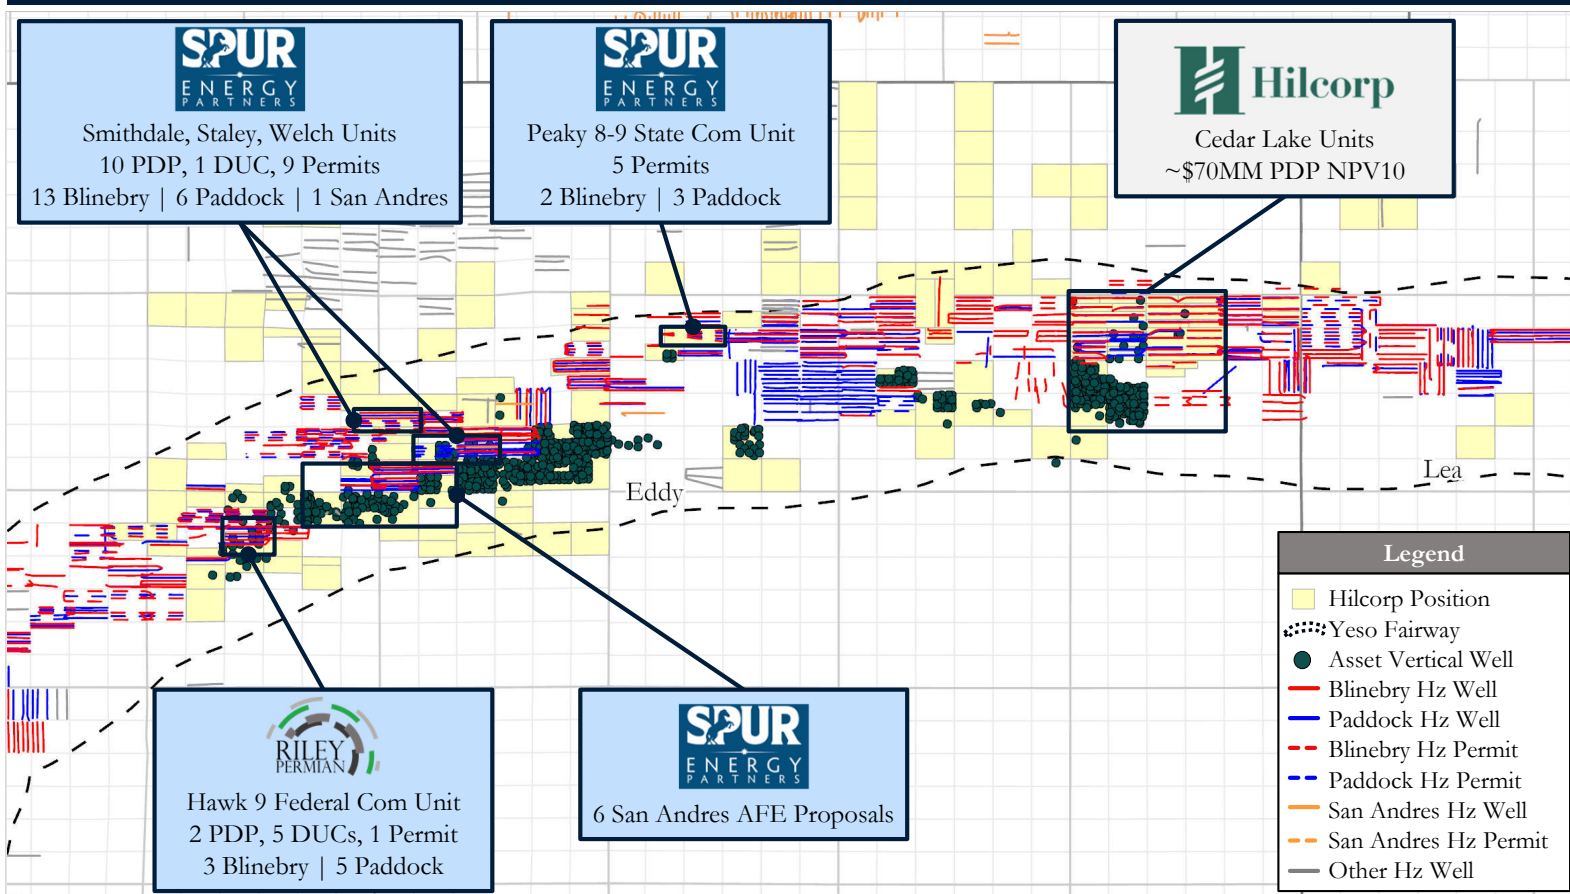 SPUR
ENERGY
PARTNERS
Smithdale, Staley, Welch Units
10 PDP, 1 DUC, 9 Permits
13 Blinebry | 6 Paddock | 1 San Andres
SPUR
ENERGY
PARTNERS
Peaky 8-9 State Com Unit
5 Permits
2 Blinebry | 3 Paddock
Hilcorp
Cedar Lake Units
~$70MM PDP NPV10
Eddy
Lea
RILEY
PERMIAN
Hawk 9 Federal Com Unit
2 PDP, 5 DUCs, 1 Permit
3 Blinebry | 5 Paddock
SPUR
ENERGY
PARTNERS
6 San Andres AFE Proposals
Legend
Hilcorp Position
Yeso Fairway
Asset Vertical Well
Blinebry Hz Well
Paddock Hz Well
Blinebry Hz Permit
Paddock Hz Permit
San Andres Hz Well
San Andres Hz Permit
Other Hz Well